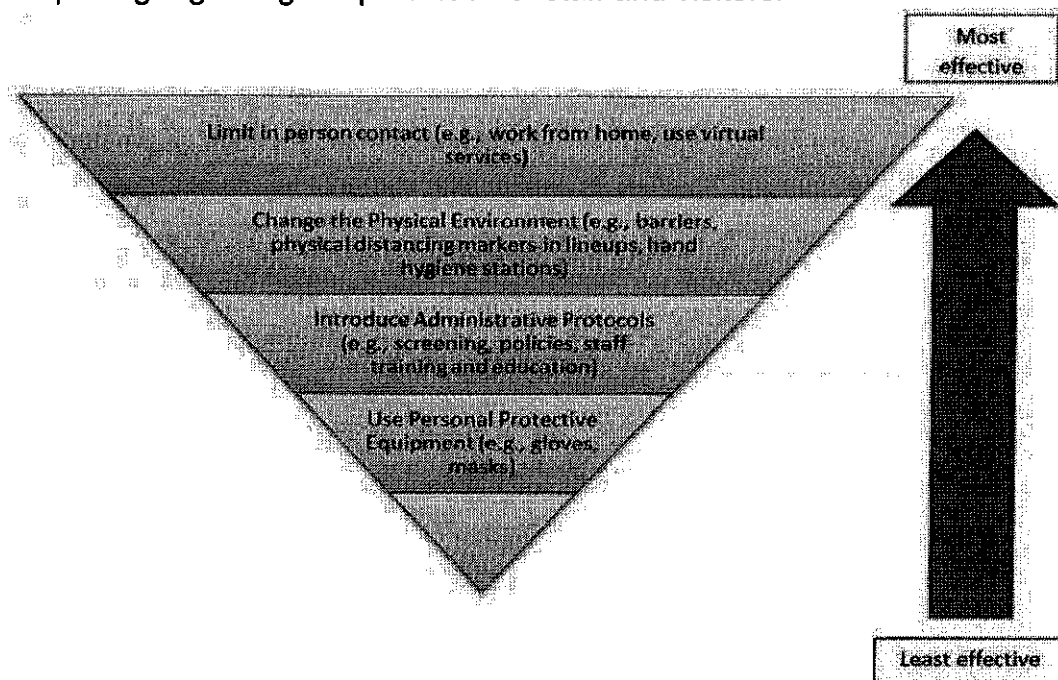 Most
effective
Limit in person contact (e.g., work from home, use virtual
services)
Change the Physical Environment (e.g., barriers,
physical distancing markers in lineups, hand
hygiene stations)
Introduce Administrative Protocols
(e.g., screening, policies, staff
training and education)
Use Personal Protective
Equipment (e.g., gloves,
masks)
Least effective